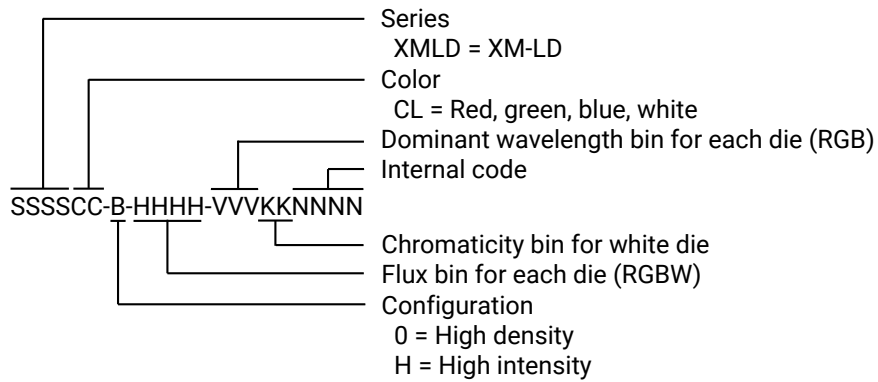 Series
XMLD = XM-LD
Color
CL = Red, green, blue, white
Dominant wavelength bin for each die (RGB)
Internal code
SSSSCC-B-HHHH-VVVKKNNNN
Chromaticity bin for white die
Flux bin for each die (RGBW)
Configuration
0 = High density
H = High intensity